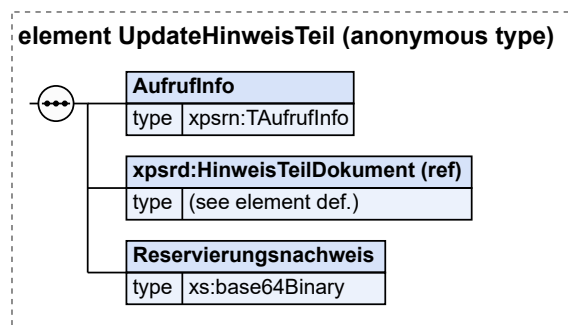 element UpdateHinweisTeil (anonymous type)
AufrufInfo
type xpsrn:TAufrufInfo
xpsrd:HinweisTeilDokument (ref)
type (see element def.)
Reservierungsnachweis
type xs:base64Binary